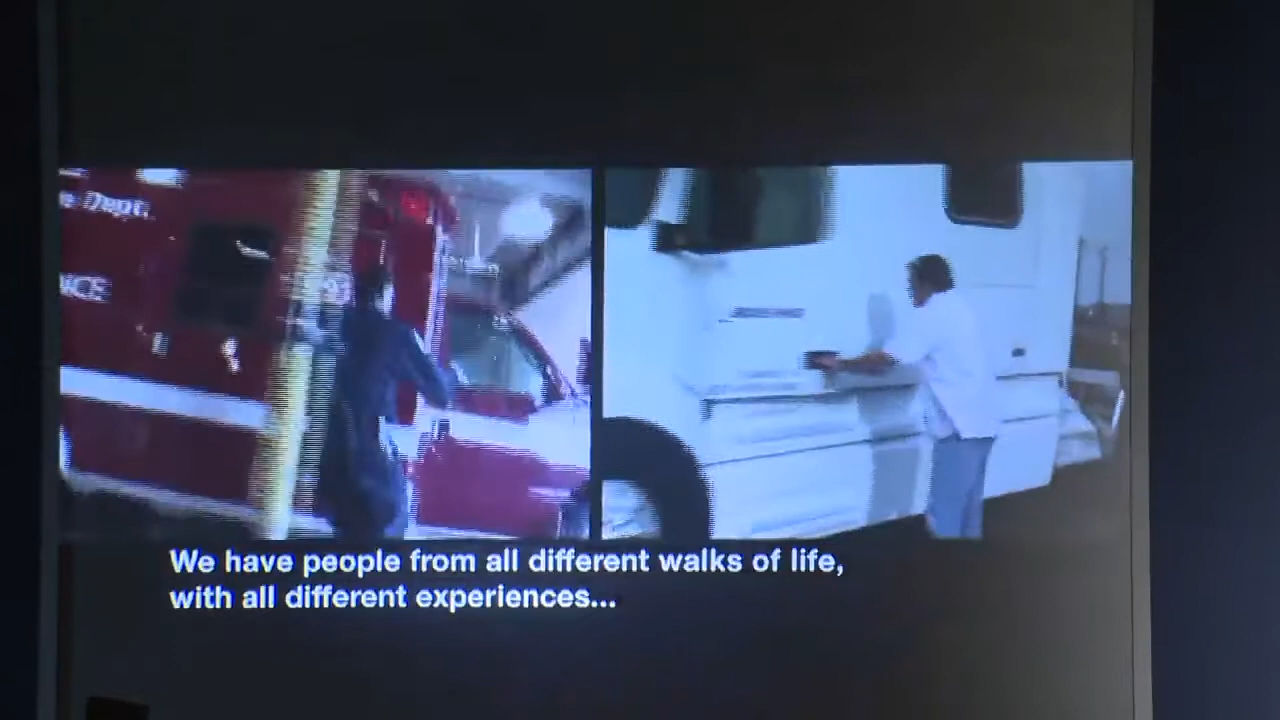 e Dept.
NCE
We have people from all different walks of life,
with all different experiences...